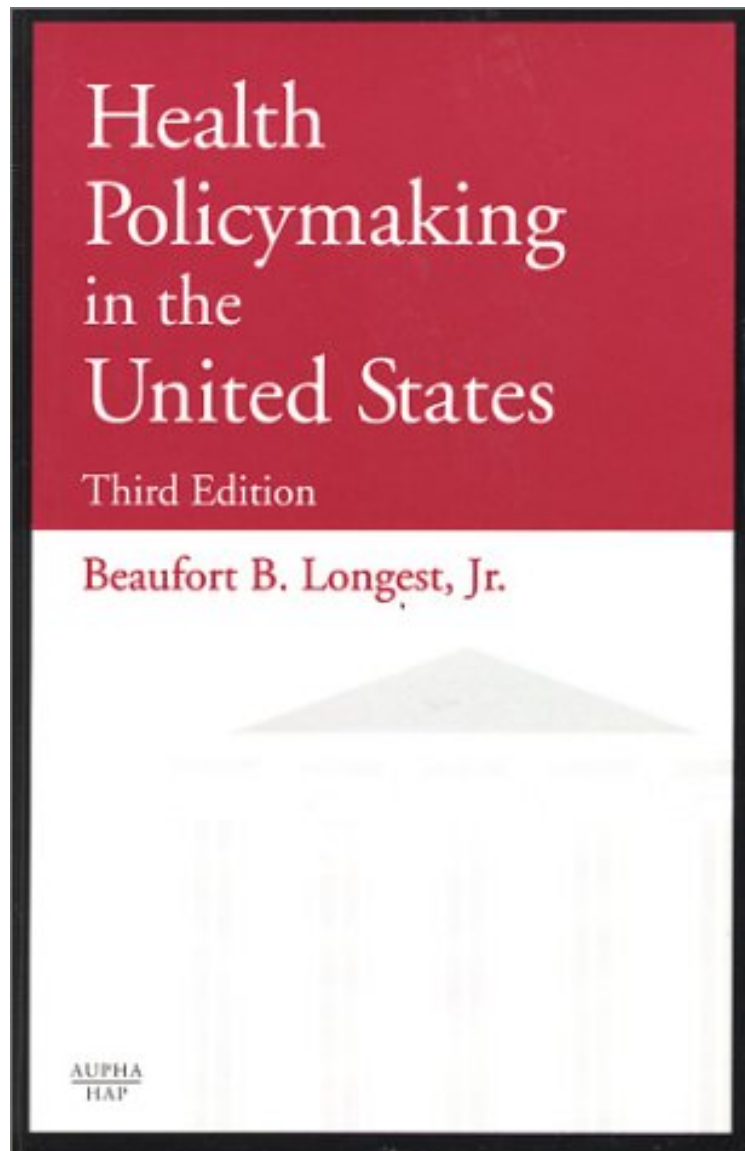 Health
Policymaking
in the
United States
Third Edition
Beaufort B. Longest, Jr.
AUPHA
HAP